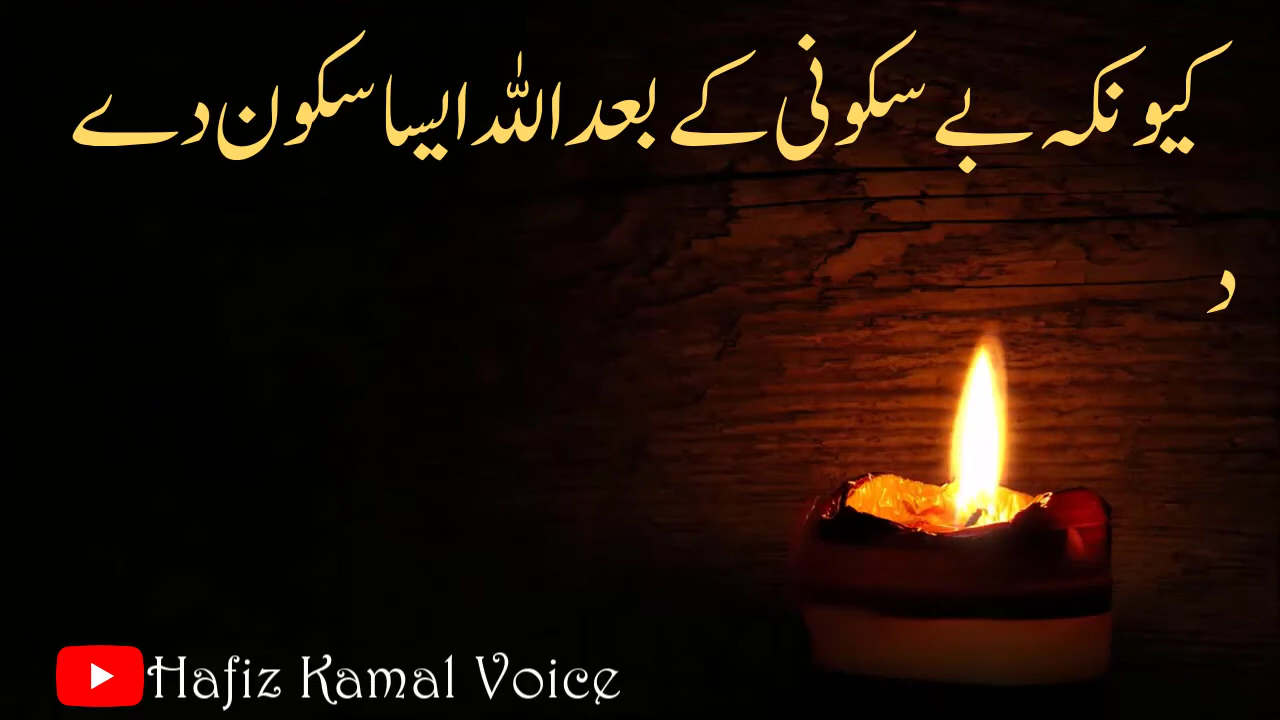 کیونکہ بے سکونی کے بعد اللہ ایسا سکون دے
د
Hafiz Kamal Voice